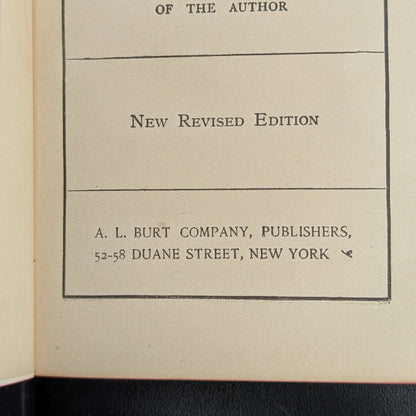 OF THE AUTHOR
NEW REVISED EDITION
A. L. BURT COMPANY, PUBLISHERS,
52-58 DUANE STREET, NEW YORK